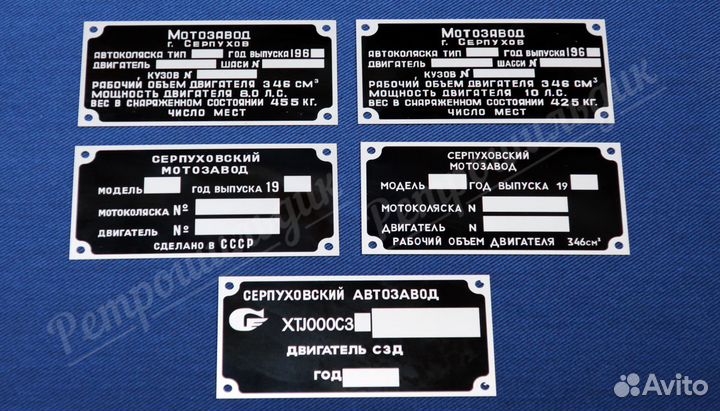 МОТОЗАВОД
Г. СЕРПУХОВ
АВТОКОЛЯСКА ТИП ГОД ВЫПУСКА 196
ДВИГАТЕЛЬ ШАСИ №
КУЗОВ №
РАБОЧИЙ ОБЪЕМ ДВИГАТЕЛЯ 346 СМ³
МОЩНОСТЬ ДВИГАТЕЛЯ 8.0 Л.С.
ВЕС В СНАРЯЖЕННОМ СОСТОЯНИИ 455 КГ.
ЧИСЛО МЕСТ
МОТОЗАВОД
Г. СЕРПУХОВ
АВТОКОЛЯСКА ТИП ГОД ВЫПУСКА 196
ДВИГАТЕЛЬ ШАССИ №
КУЗОВ №
РАБОЧИЙ ОБЪЕМ ДВИГАТЕЛЯ 346 СМ³
МОЩНОСТЬ ДВИГАТЕЛЯ 10 Л.С.
ВЕС В СНАРЯЖЕННОМ СОСТОЯНИИ 425 КГ.
ЧИСЛО МЕСТ
СЕРПУХОВСКИЙ
МОТОЗАВОД
МОДЕЛЬ ГОД ВЫПУСКА 19
МОТОКОЛЯСКА №
ДВИГАТЕЛЬ №
СДЕЛАНО В СССР
СЕРПУХОВСКИЙ
МОТОЗАВОД
МОДЕЛЬ ГОД ВЫПУСКА 19
МОТОКОЛЯСКА N
ДВИГАТЕЛЬ N
РАБОЧИЙ ОБЪЕМ ДВИГАТЕЛЯ 346СМ³
СЕРПУХОВСКИЙ АВТОЗАВОД
XTJ000C3
ДВИГАТЕЛЬ СЗД
ГОД
Ретрошильдик
Ретрошильдик
Avito